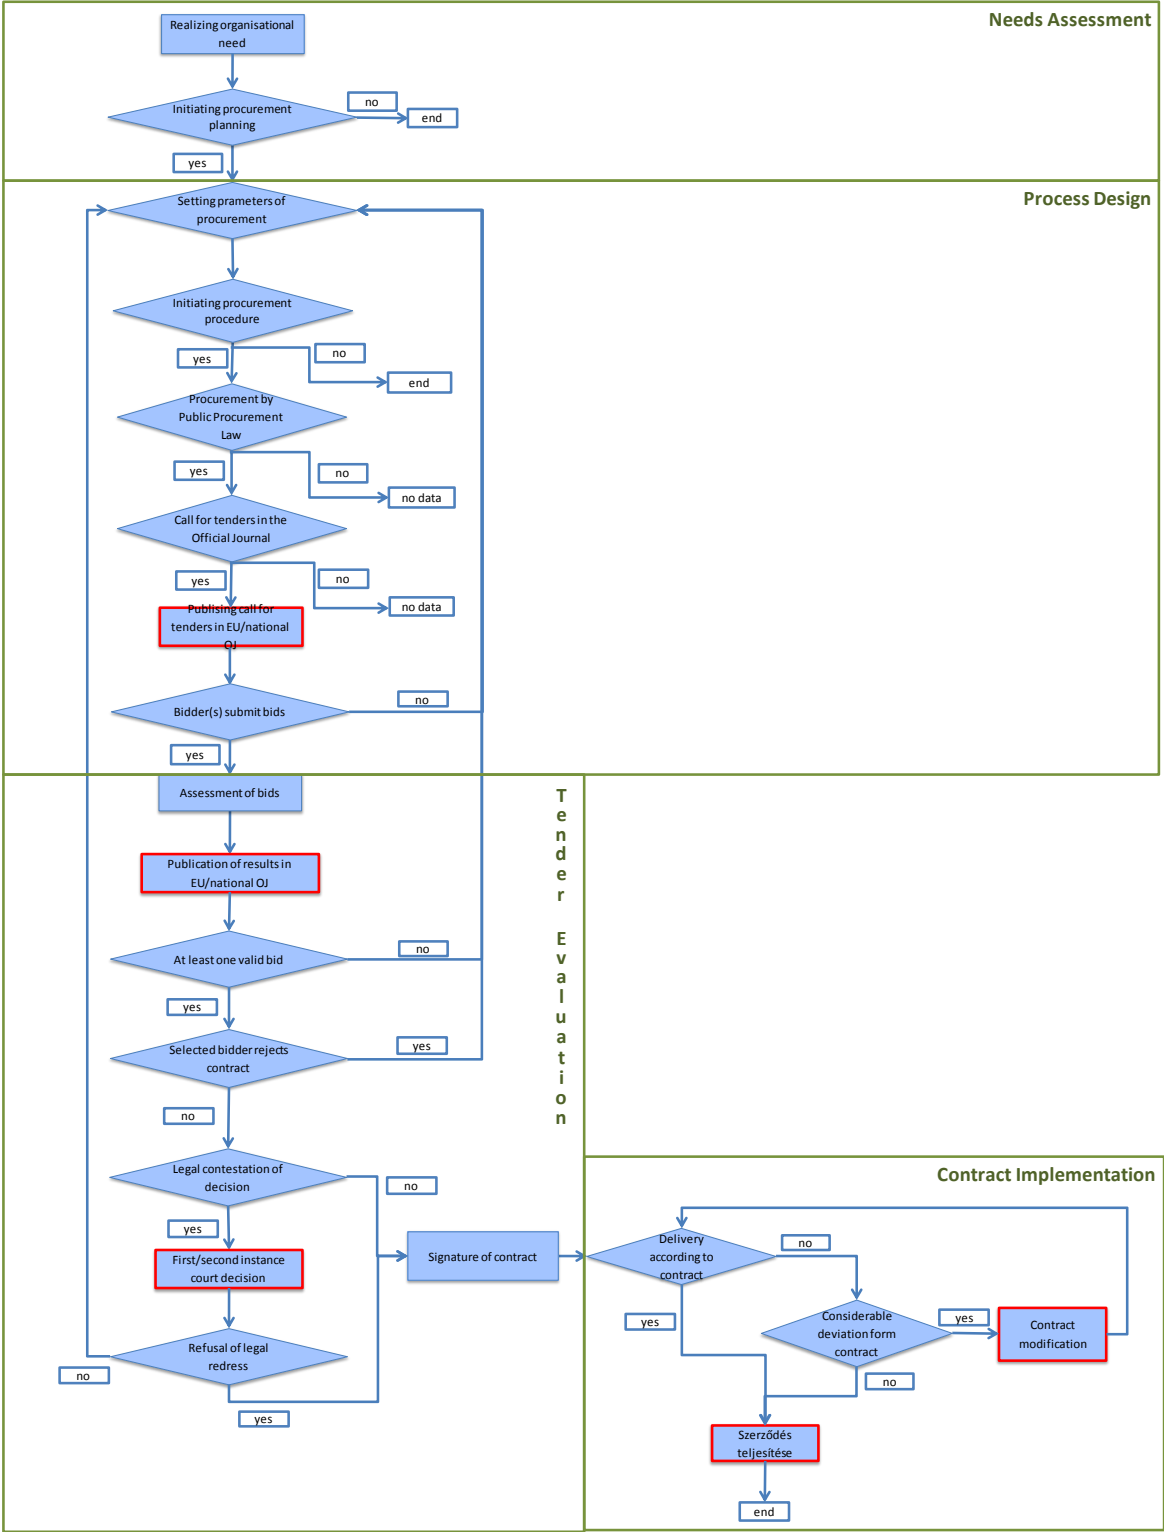 Needs Assessment
Realizing organisational
need
Initiating procurement
planning
no
end
yes
Process Design
Setting prameters of
procurement
Initiating procurement
procedure
yes
no
end
Procurement by
Public Procurement
Law
yes
no
no data
Call for tenders in the
Official Journal
yes
no
no data
Publising call for
tenders in EU/national
OJ
Bidder(s) submit bids
no
yes
Tender Evaluation
Assessment of bids
Publication of results in
EU/national OJ
At least one valid bid
no
yes
Selected bidder rejects
contract
yes
no
Legal contestation of
decision
no
yes
First/second instance
court decision
Refusal of legal
redress
no
yes
Signature of contract
Contract Implementation
Delivery
according to
contract
no
yes
Considerable
deviation form
contract
yes
Contract
modification
no
Szerződés
teljesítése
end